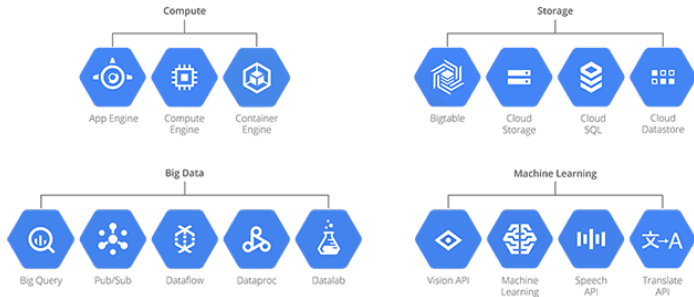 Compute
Storage
App Engine
Compute
Engine
Container
Engine
Bigtable
Cloud
Storage
Cloud
SQL
Cloud
Datastore
Big Data
Machine Learning
Big Query
Pub/Sub
Dataflow
Dataproc
Datalab
Vision API
Machine
Learning
Speech
API
文→A
Translate
API